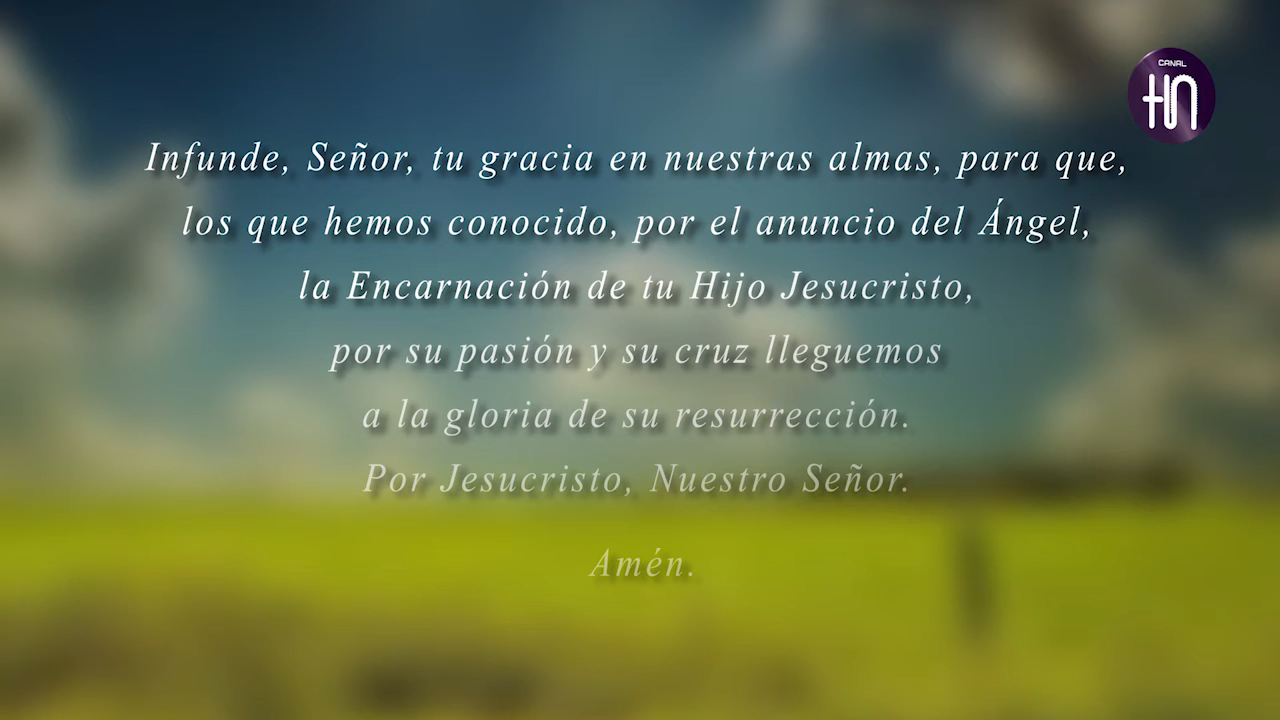 CANAL
HN
Infunde, Señor, tu gracia en nuestras almas, para que,
los que hemos conocido, por el anuncio del Ángel,
la Encarnación de tu Hijo Jesucristo,
por su pasión y su cruz lleguemos
a la gloria de su resurrección.
Por Jesucristo, Nuestro Señor.
Amén.